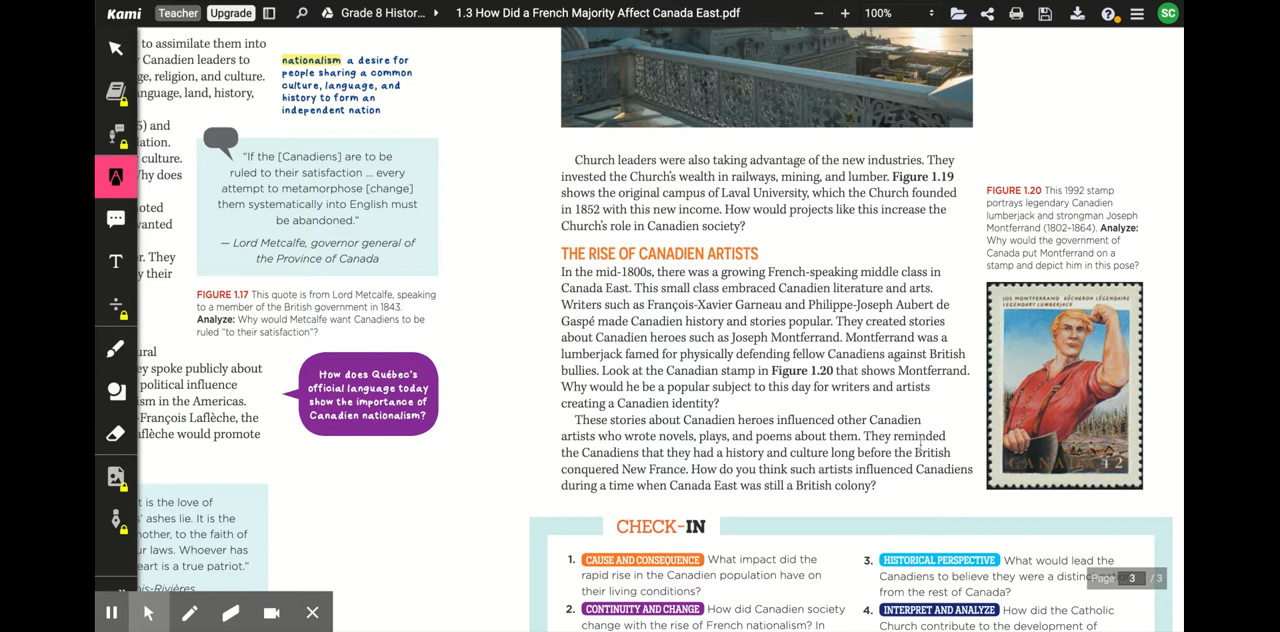 Kami Teacher Upgrade Grade 8 Histor... 1.3 How Did a French Majority Affect Canada East.pdf 100% SC
to assimilate them into
Canadien leaders to
ge, religion, and culture.
nguage, land, history,
5) and
lation.
culture.
hy does
oted
vanted
or. They
y their
ural
ey spoke publicly about
political influence
ism in the Americas.
-François Laflèche, the
aflèche would promote
nationalism a desire for
people sharing a common
culture, language, and
history to form an
independent nation
"If the [Canadiens] are to be
ruled to their satisfaction ... every
attempt to metamorphose [change]
them systematically into English must
be abandoned."
— Lord Metcalfe, governor general of
the Province of Canada
FIGURE 1.17 This quote is from Lord Metcalfe, speaking
to a member of the British government in 1843.
Analyze: Why would Metcalfe want Canadiens to be
ruled "to their satisfaction"?
How does Québec's
official language today
show the importance of
Canadien nationalism?
t is the love of
' ashes lie. It is the
nother, to the faith of
ur laws. Whoever has
eart is a true patriot."
is-Rivières
Church leaders were also taking advantage of the new industries. They
invested the Church's wealth in railways, mining, and lumber. Figure 1.19
shows the original campus of Laval University, which the Church founded
in 1852 with this new income. How would projects like this increase the
Church's role in Canadien society?
THE RISE OF CANADIEN ARTISTS
In the mid-1800s, there was a growing French-speaking middle class in
Canada East. This small class embraced Canadien literature and arts.
Writers such as François-Xavier Garneau and Philippe-Joseph Aubert de
Gaspé made Canadien history and stories popular. They created stories
about Canadien heroes such as Joseph Montferrand. Montferrand was a
lumberjack famed for physically defending fellow Canadiens against British
bullies. Look at the Canadian stamp in Figure 1.20 that shows Montferrand.
Why would he be a popular subject to this day for writers and artists
creating a Canadien identity?
These stories about Canadien heroes influenced other Canadien
artists who wrote novels, plays, and poems about them. They reminded
the Canadiens that they had a history and culture long before the British
conquered New France. How do you think such artists influenced Canadiens
during a time when Canada East was still a British colony?
FIGURE 1.20 This 1992 stamp
portrays legendary Canadien
lumberjack and strongman Joseph
Montferrand (1802–1864). Analyze:
Why would the government of
Canada put Montferrand on a
stamp and depict him in this pose?
JOS MONTFERRAND BÛCHERON LÉGENDAIRE
LEGENDARY LUMBERJACK
CANADA 42
CHECK-IN
1. CAUSE AND CONSEQUENCE What impact did the
rapid rise in the Canadien population have on
their living conditions?
2. CONTINUITY AND CHANGE How did Canadien society
change with the rise of French nationalism? In
3. HISTORICAL PERSPECTIVE What would lead the
Canadiens to believe they were a distinct
from the rest of Canada?
4. INTERPRET AND ANALYZE How did the Catholic
Church contribute to the development of
Page 3 / 3